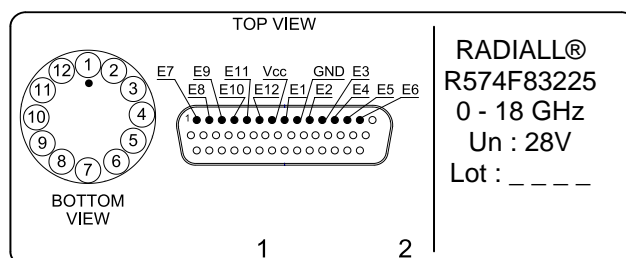 TOP VIEW
E7 E9 E11 Vcc GND E3
E8 E10 E12 E1 E2 E4 E5 E6
1
12 1 2
11 3
10 4
9 5
8 7 6
BOTTOM
VIEW
1 2
RADIALL®
R574F83225
0 - 18 GHz
Un : 28V
Lot : _ _ _ _